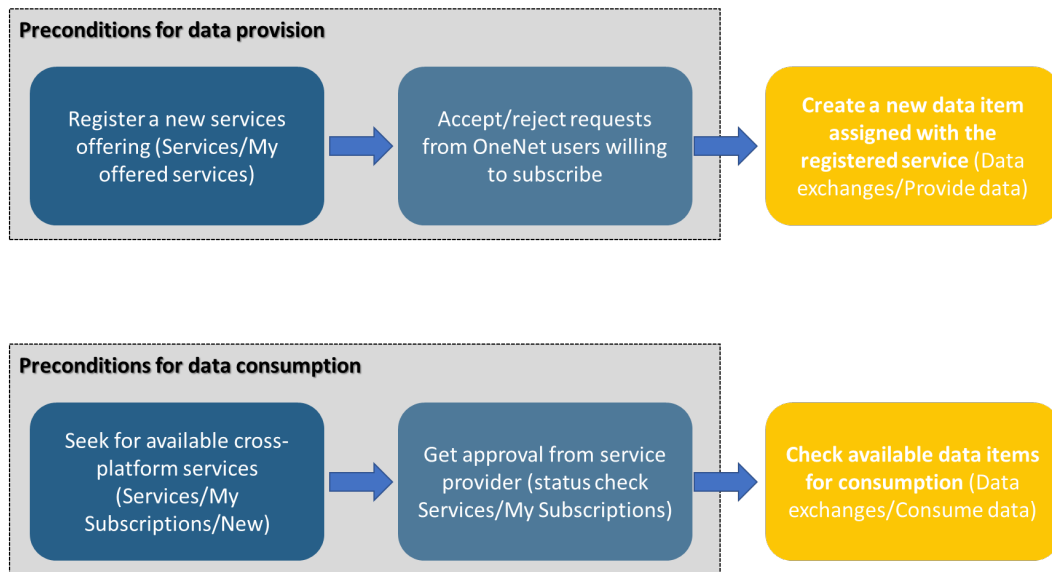 Preconditions for data provision
Register a new services
offering (Services/My
offered services)
Accept/reject requests
from OneNet users willing
to subscribe
Create a new data item
assigned with the
registered service (Data
exchanges/Provide data)
Preconditions for data consumption
Seek for available cross-
platform services
(Services/My
Subscriptions/New)
Get approval from service
provider (status check
Services/My Subscriptions)
Check available data items
for consumption (Data
exchanges/Consume data)